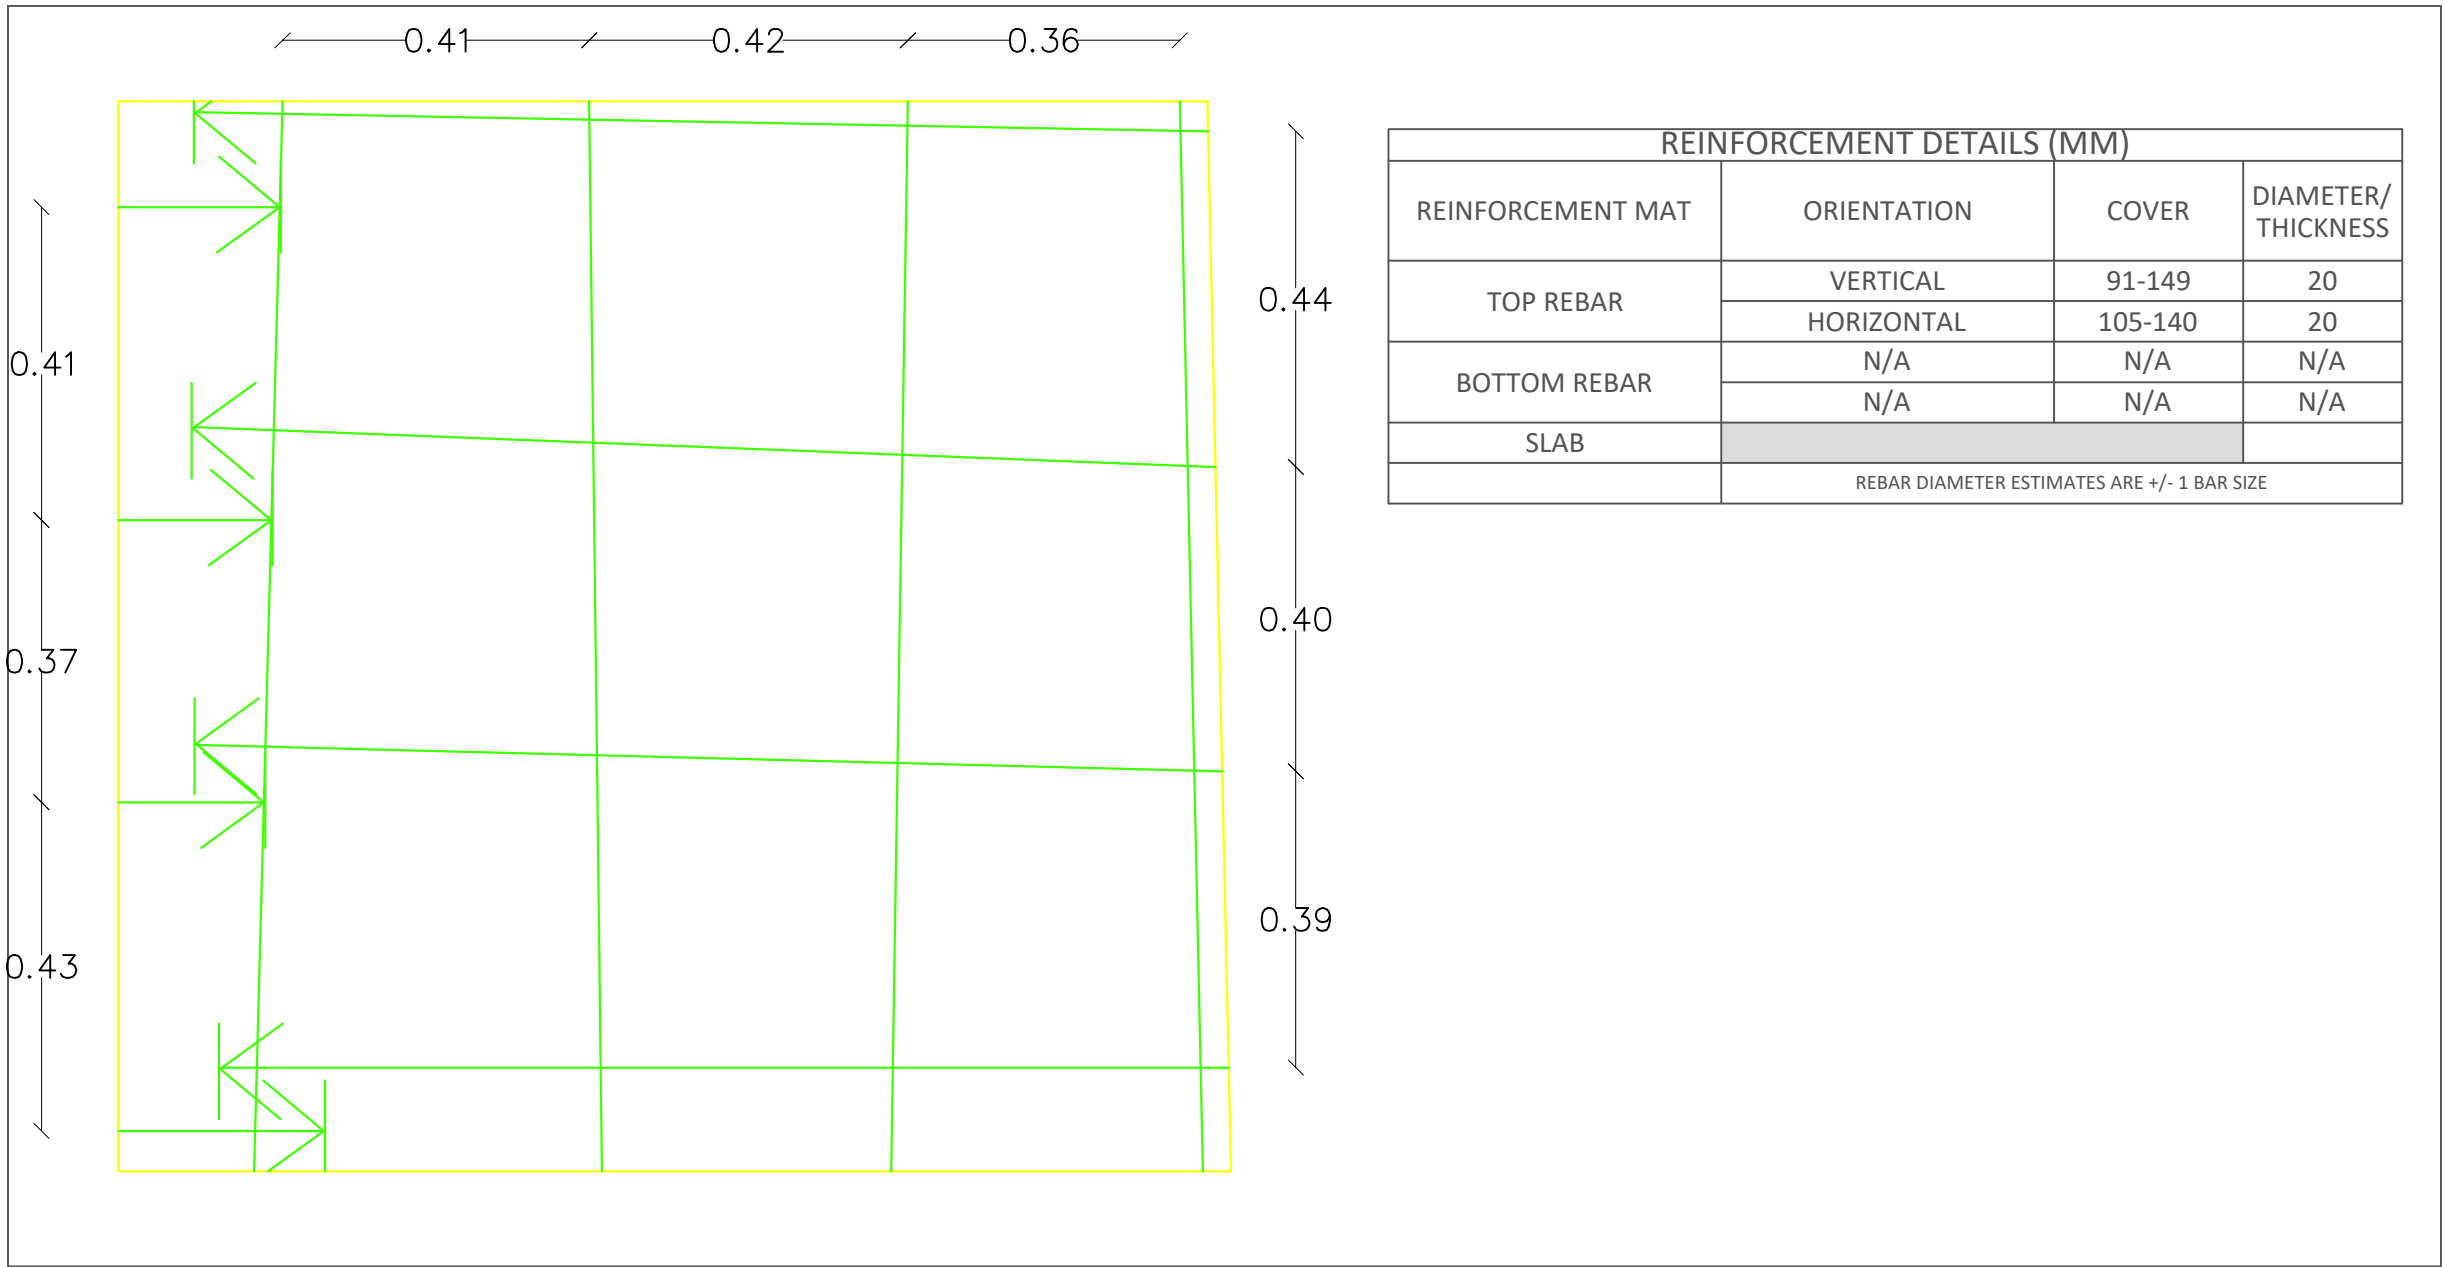 0.41 0.42 0.36
0.41
0.37
0.43
0.44
0.40
0.39
REINFORCEMENT DETAILS (MM)
REINFORCEMENT MAT ORIENTATION COVER DIAMETER/
THICKNESS
TOP REBAR VERTICAL 91-149 20
HORIZONTAL 105-140 20
BOTTOM REBAR N/A N/A N/A
N/A N/A N/A
SLAB
REBAR DIAMETER ESTIMATES ARE +/- 1 BAR SIZE